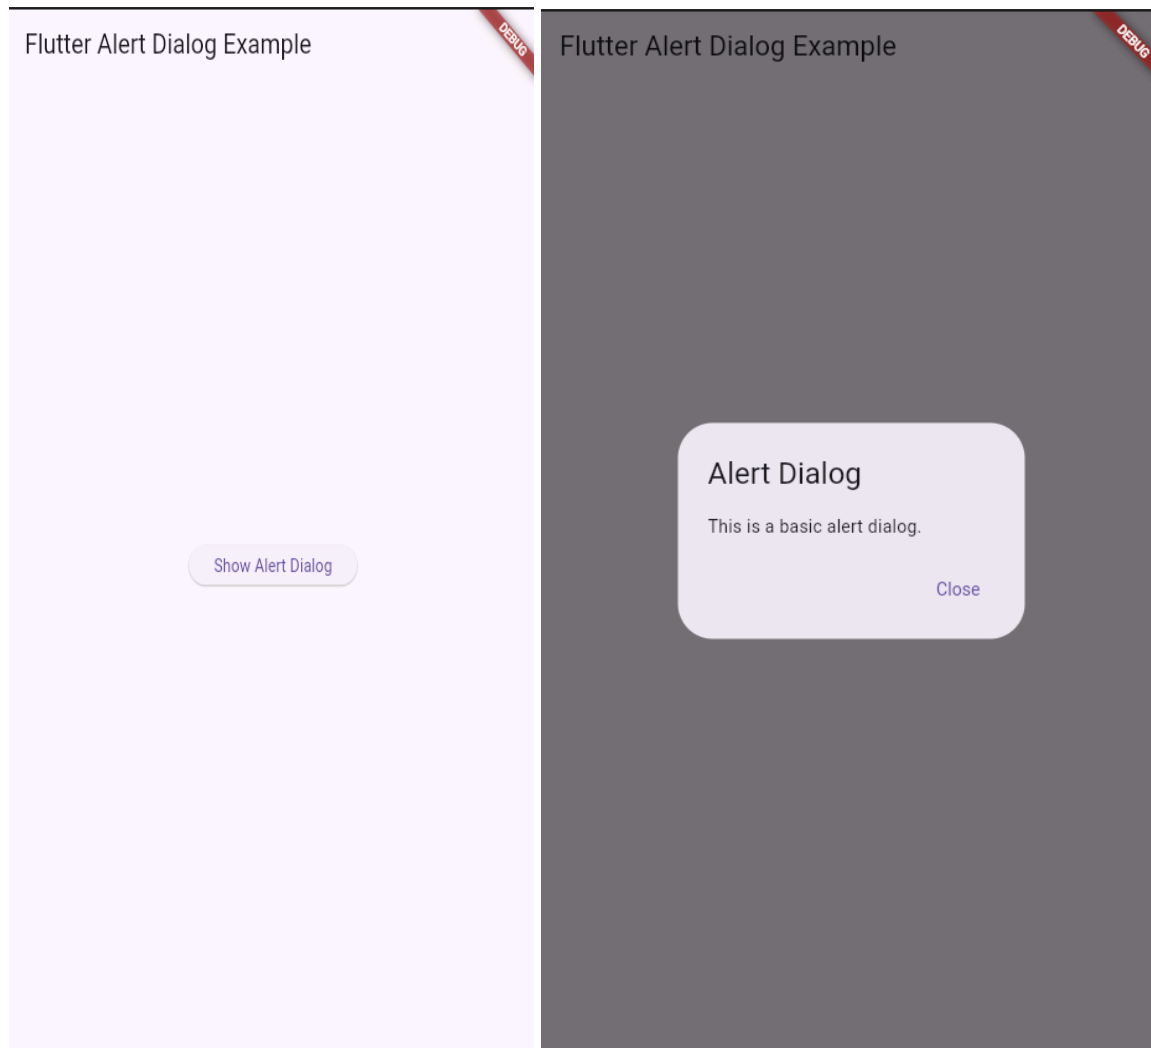 Flutter Alert Dialog Example
DEBUG
Show Alert Dialog
Flutter Alert Dialog Example
DEBUG
Alert Dialog
This is a basic alert dialog.
Close